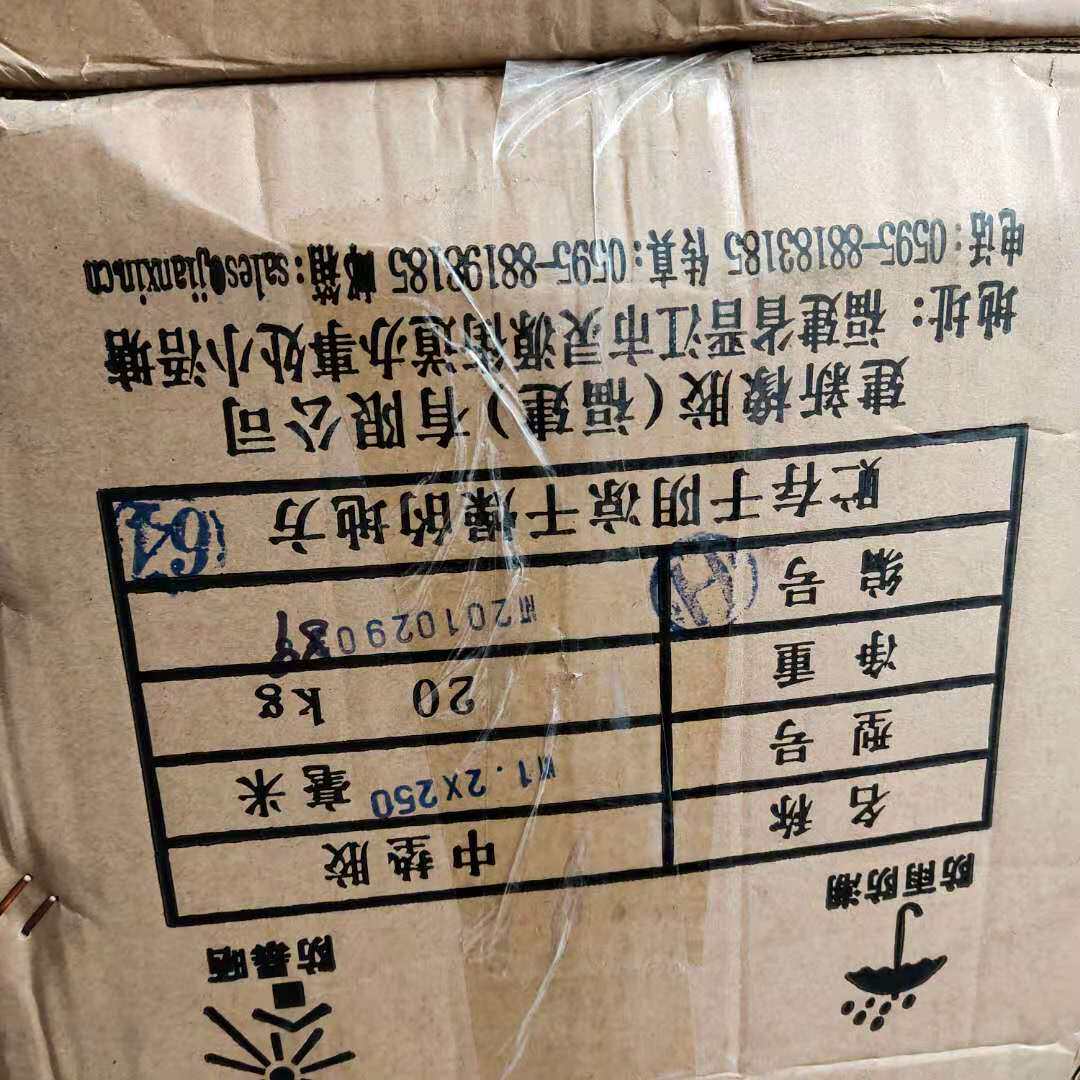 防雨防潮
防暴晒
名称 中垫胶
型号 W1.2X250 毫米
净重 20 kg
编号 H
贮存于阴凉干燥的地方
建新橡胶(福建)有限公司
地址:福建省晋江市灵源街道办事处小浯塘
电话:0595-88183185 传真:0595-88198185 邮箱:sales@jianxin.cn